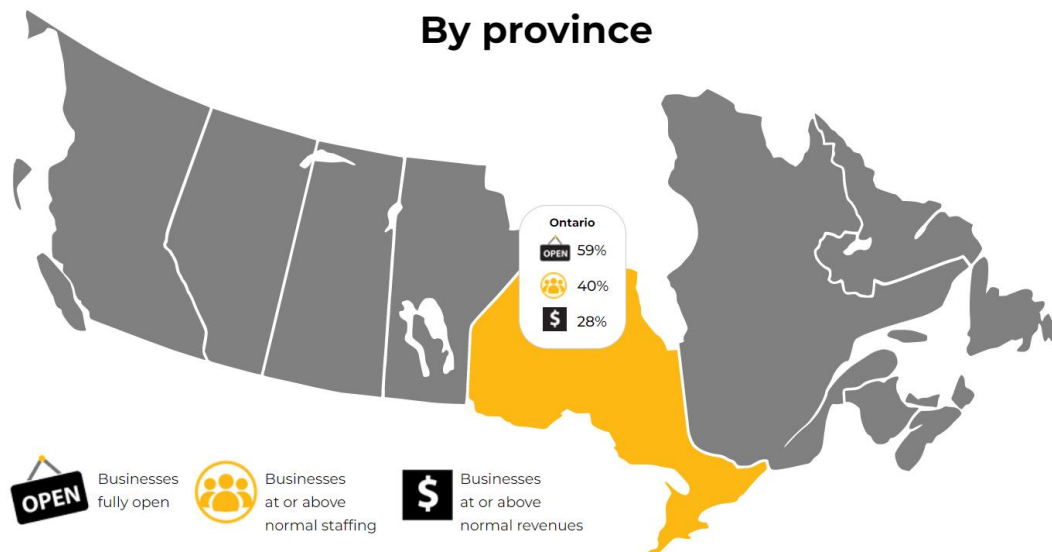 By province
Ontario
OPEN 59%
40%
$ 28%
OPEN
Businesses
fully open
Businesses
at or above
normal staffing
$
Businesses
at or above
normal revenues